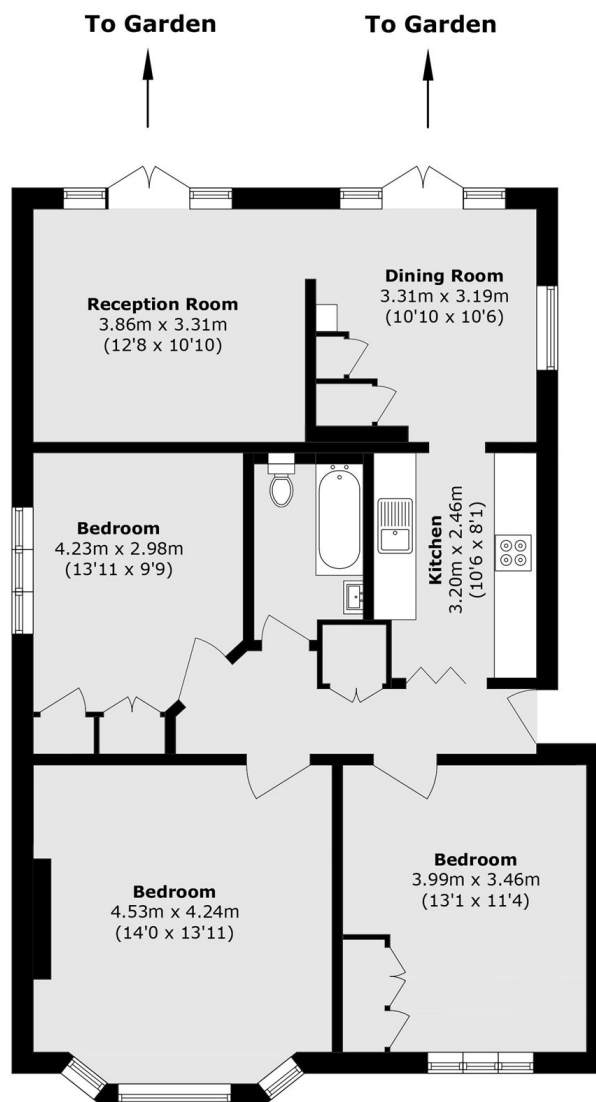 To Garden
To Garden
Reception Room
3.86m x 3.31m
(12'8 x 10'10)
Dining Room
3.31m x 3.19m
(10'10 x 10'6)
Bedroom
4.23m x 2.98m
(13'11 x 9'9)
Kitchen
3.20m x 2.46m
(10'6 x 8'1)
Bedroom
4.53m x 4.24m
(14'0 x 13'11)
Bedroom
3.99m x 3.46m
(13'1 x 11'4)